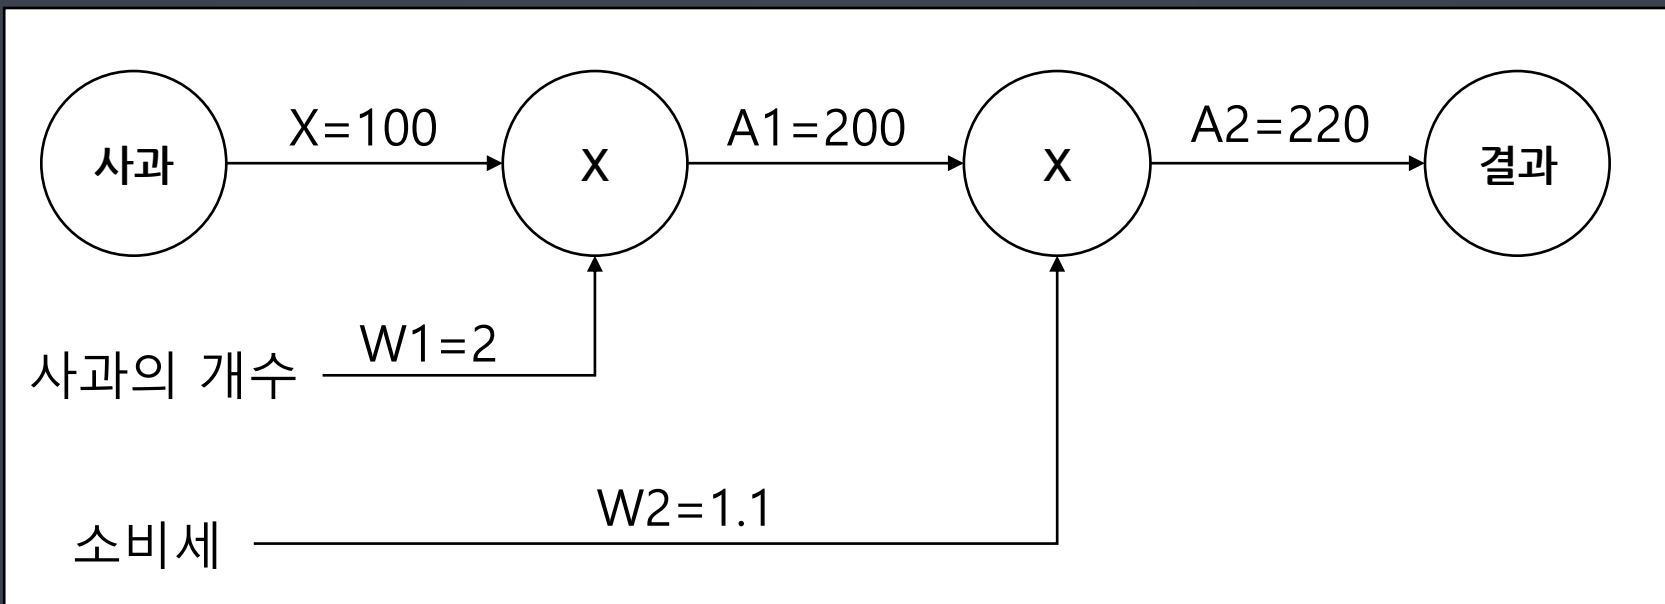 사과
X=100
x
A1=200
x
A2=220
결과
사과의 개수
W1=2
소비세
W2=1.1